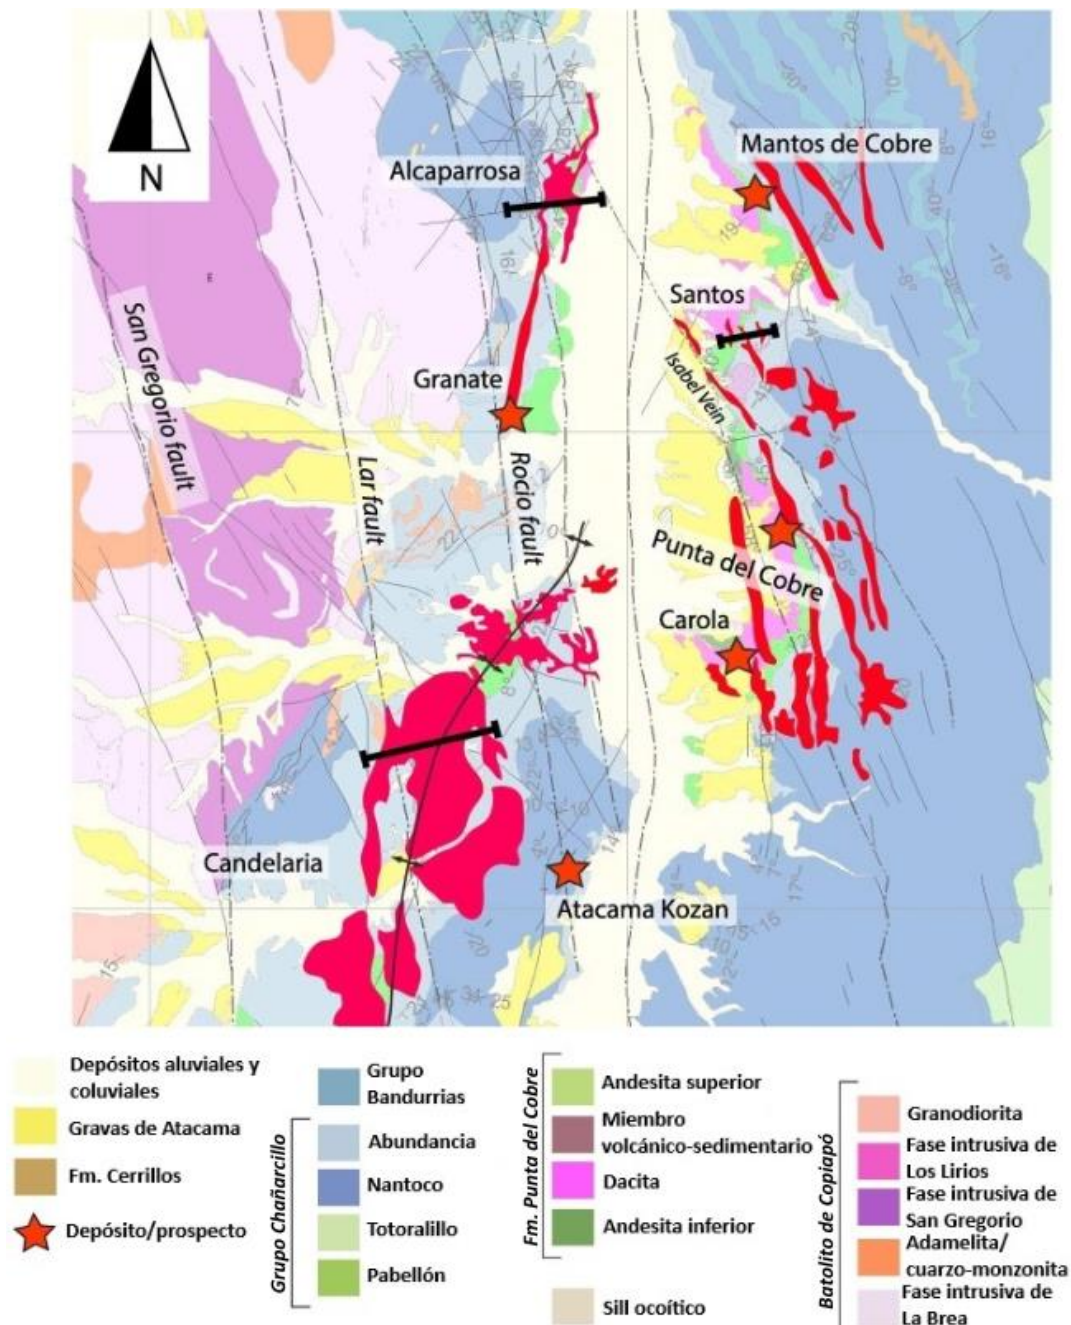 N
Alcaparrosa
Mantos de Cobre
E
Santos
San Gregorio fault
Isabel Vein
Granate
Lar fault
Rocio fault
Punta del Cobre
Carola
Candelaria
Atacama Kozan
Depósitos aluviales y
coluviales
Gravas de Atacama
Fm. Cerrillos
Depósito/prospecto
Grupo Chañarcillo
Grupo
Bandurrias
Abundancia
Nantoco
Totoralillo
Pabellón
Fm. Punta del Cobre
Andesita superior
Miembro
volcánico-sedimentario
Dacita
Andesita inferior
Sill ocoítico
Batolito de Copiapó
Granodiorita
Fase intrusiva de
Los Lirios
Fase intrusiva de
San Gregorio
Adamelita/
cuarzo-monzonita
Fase intrusiva de
La Brea